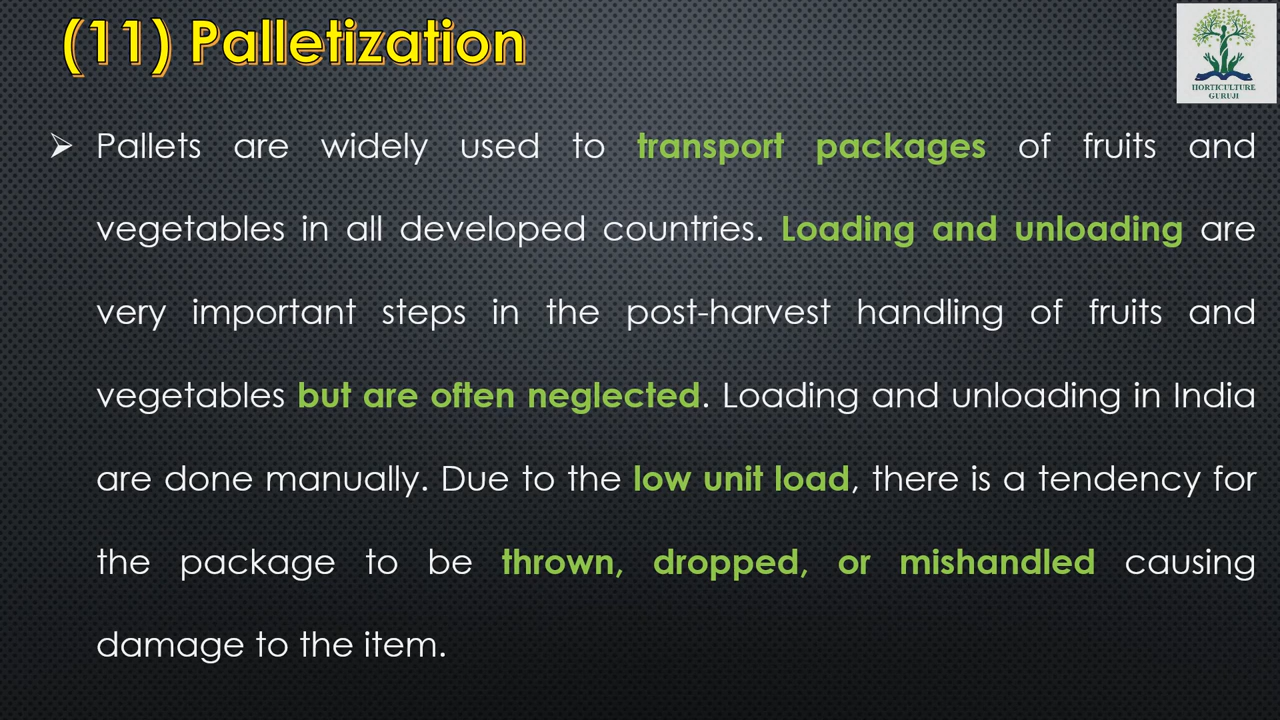 (11) Palletization
HORTICULTURE
GURUJI
➢ Pallets are widely used to transport packages of fruits and
vegetables in all developed countries. Loading and unloading are
very important steps in the post-harvest handling of fruits and
vegetables but are often neglected. Loading and unloading in India
are done manually. Due to the low unit load, there is a tendency for
the package to be thrown, dropped, or mishandled causing
damage to the item.